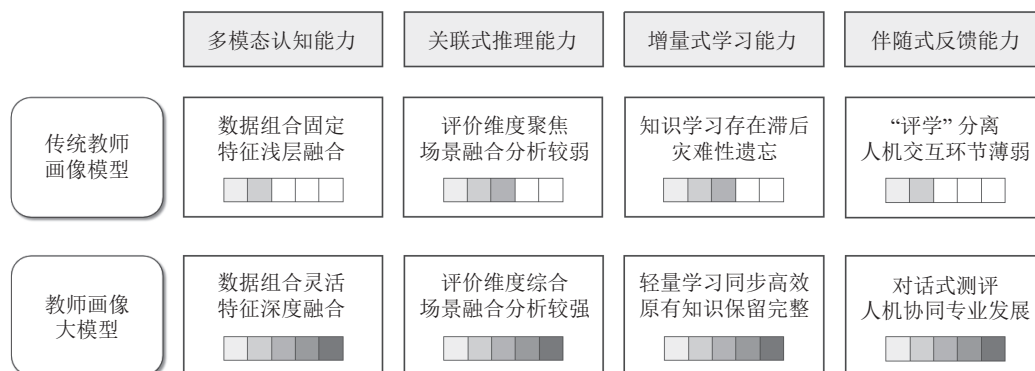 多模态认知能力
关联式推理能力
增量式学习能力
伴随式反馈能力
传统教师
画像模型
数据组合固定
特征浅层融合
评价维度聚焦
场景融合分析较弱
知识学习存在滞后
灾难性遗忘
“评学”分离
人机交互环节薄弱
教师画像
大模型
数据组合灵活
特征深度融合
评价维度综合
场景融合分析较强
轻量学习同步高效
原有知识保留完整
对话式测评
人机协同专业发展